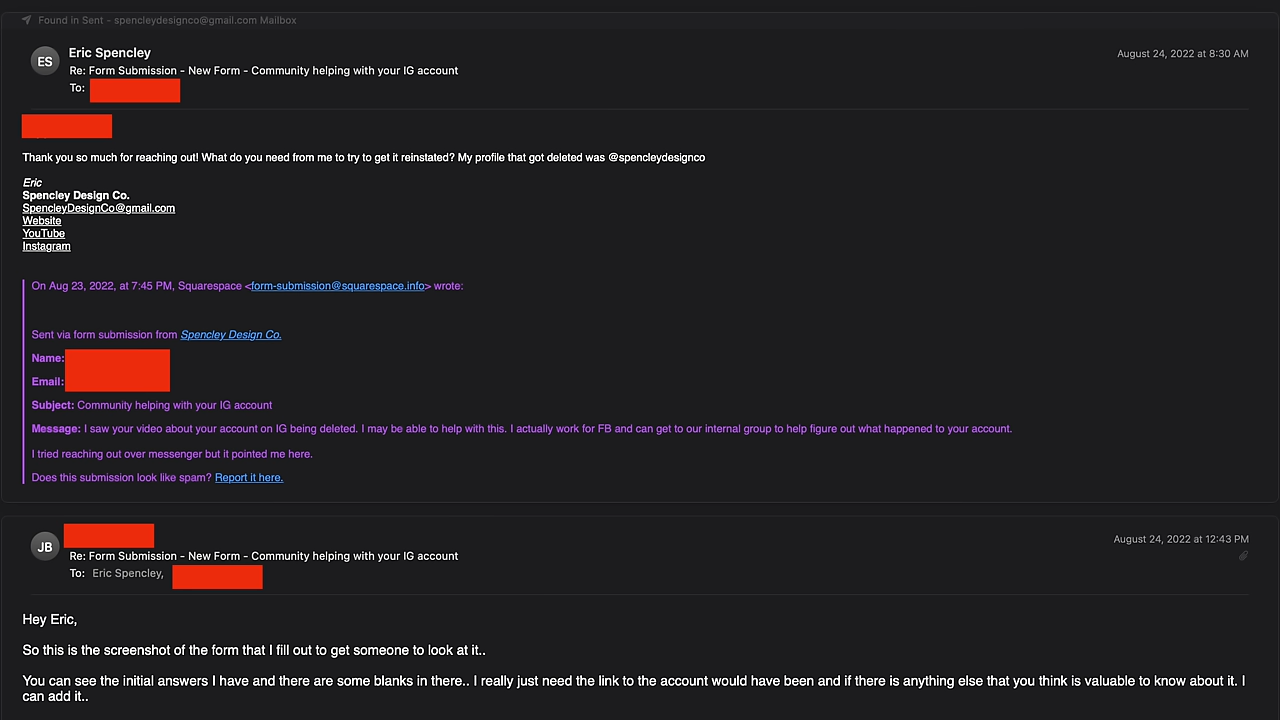 Found in Sent - spencleydesignco@gmail.com Mailbox
ES
Eric Spencley
August 24, 2022 at 8:30 AM
Re: Form Submission - New Form - Community helping with your IG account
To:
Thank you so much for reaching out! What do you need from me to try to get it reinstated? My profile that got deleted was @spencleydesignco
Eric
Spencley Design Co.
SpencleyDesignCo@gmail.com
Website
YouTube
Instagram
On Aug 23, 2022, at 7:45 PM, Squarespace <form-submission@squarespace.info> wrote:
Sent via form submission from Spencley Design Co.
Name:
Email:
Subject: Community helping with your IG account
Message: I saw your video about your account on IG being deleted. I may be able to help with this. I actually work for FB and can get to our internal group to help figure out what happened to your account.
I tried reaching out over messenger but it pointed me here.
Does this submission look like spam? Report it here.
JB
August 24, 2022 at 12:43 PM
Re: Form Submission - New Form - Community helping with your IG account
To: Eric Spencley,
Hey Eric,
So this is the screenshot of the form that I fill out to get someone to look at it..
You can see the initial answers I have and there are some blanks in there.. I really just need the link to the account would have been and if there is anything else that you think is valuable to know about it. I
can add it..